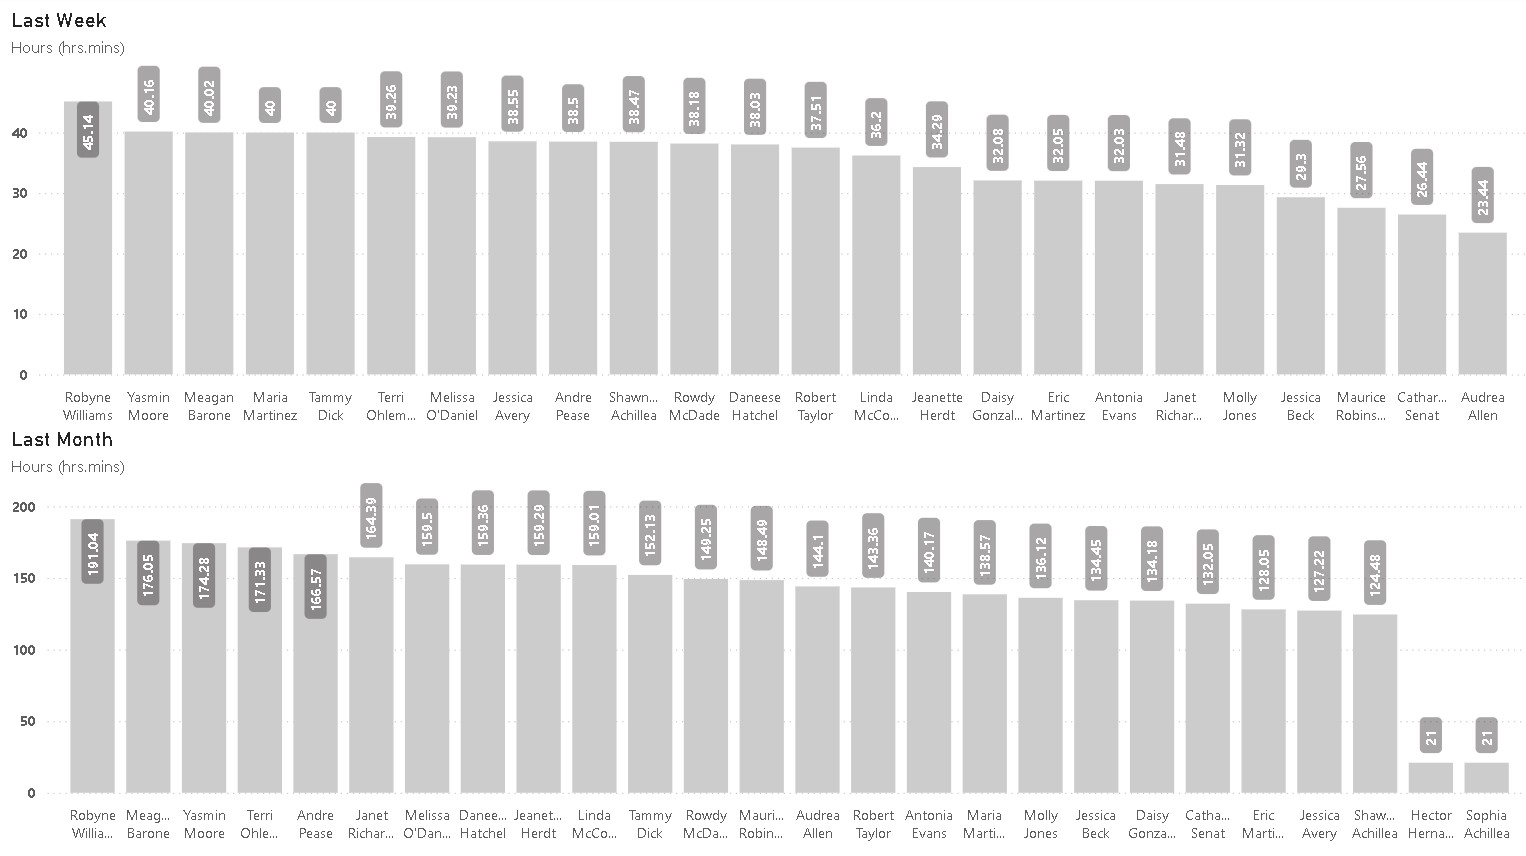 Last Week
Hours (hrs.mins)
40
30
20
10
0
45.14
40.16
40.02
40
40
39.26
39.23
38.55
38.5
38.47
38.18
38.03
37.51
36.2
34.29
32.08
32.05
32.03
31.48
31.32
29.3
27.56
26.44
23.44
Robyne Williams
Yasmin Moore
Meagan Barone
Maria Martinez
Tammy Dick
Terri Ohlem...
Melissa O'Daniel
Jessica Avery
Andre Pease
Shawn... Achillea
Rowdy McDade
Daneese Hatchel
Robert Taylor
Linda McCo...
Jeanette Herdt
Daisy Gonzal...
Eric Martinez
Antonia Evans
Janet Richar...
Molly Jones
Jessica Beck
Maurice Robins...
Cathar... Senat
Audrea Allen
Last Month
Hours (hrs.mins)
200
150
100
50
0
191.04
176.05
174.28
171.33
166.57
164.39
159.5
159.36
159.29
159.01
152.13
149.25
148.49
144.1
143.36
140.17
138.57
136.12
134.45
134.18
132.05
128.05
127.22
124.48
21
21
Robyne Willia...
Meag... Barone
Yasmin Moore
Terri Ohle...
Andre Pease
Janet Richar...
Melissa O'Dan...
Danee... Hatchel
Jeanet... Herdt
Linda McCo...
Tammy Dick
Rowdy McDa...
Mauri... Robin...
Audrea Allen
Robert Taylor
Antonia Evans
Maria Marti...
Molly Jones
Jessica Beck
Daisy Gonza...
Catha... Senat
Eric Marti...
Jessica Avery
Shaw... Achillea
Hector Herna...
Sophia Achillea